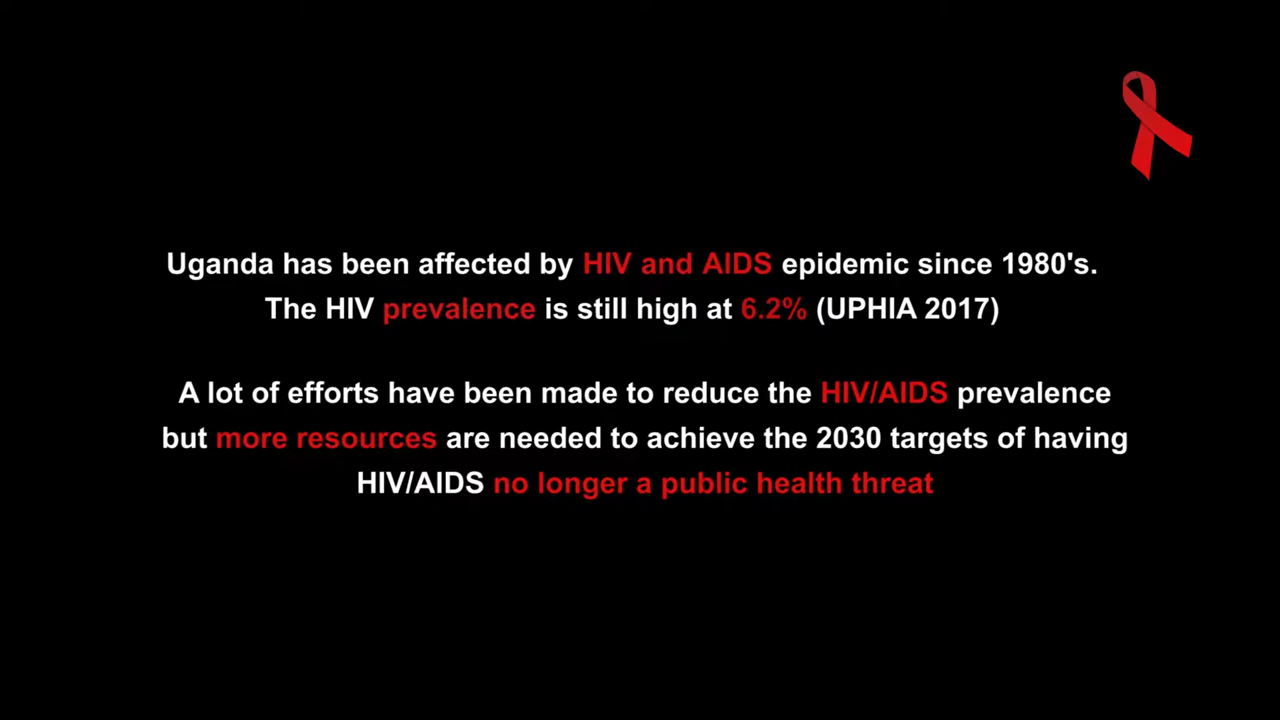 Uganda has been affected by HIV and AIDS epidemic since 1980's.
The HIV prevalence is still high at 6.2% (UPHIA 2017)
A lot of efforts have been made to reduce the HIV/AIDS prevalence
but more resources are needed to achieve the 2030 targets of having
HIV/AIDS no longer a public health threat